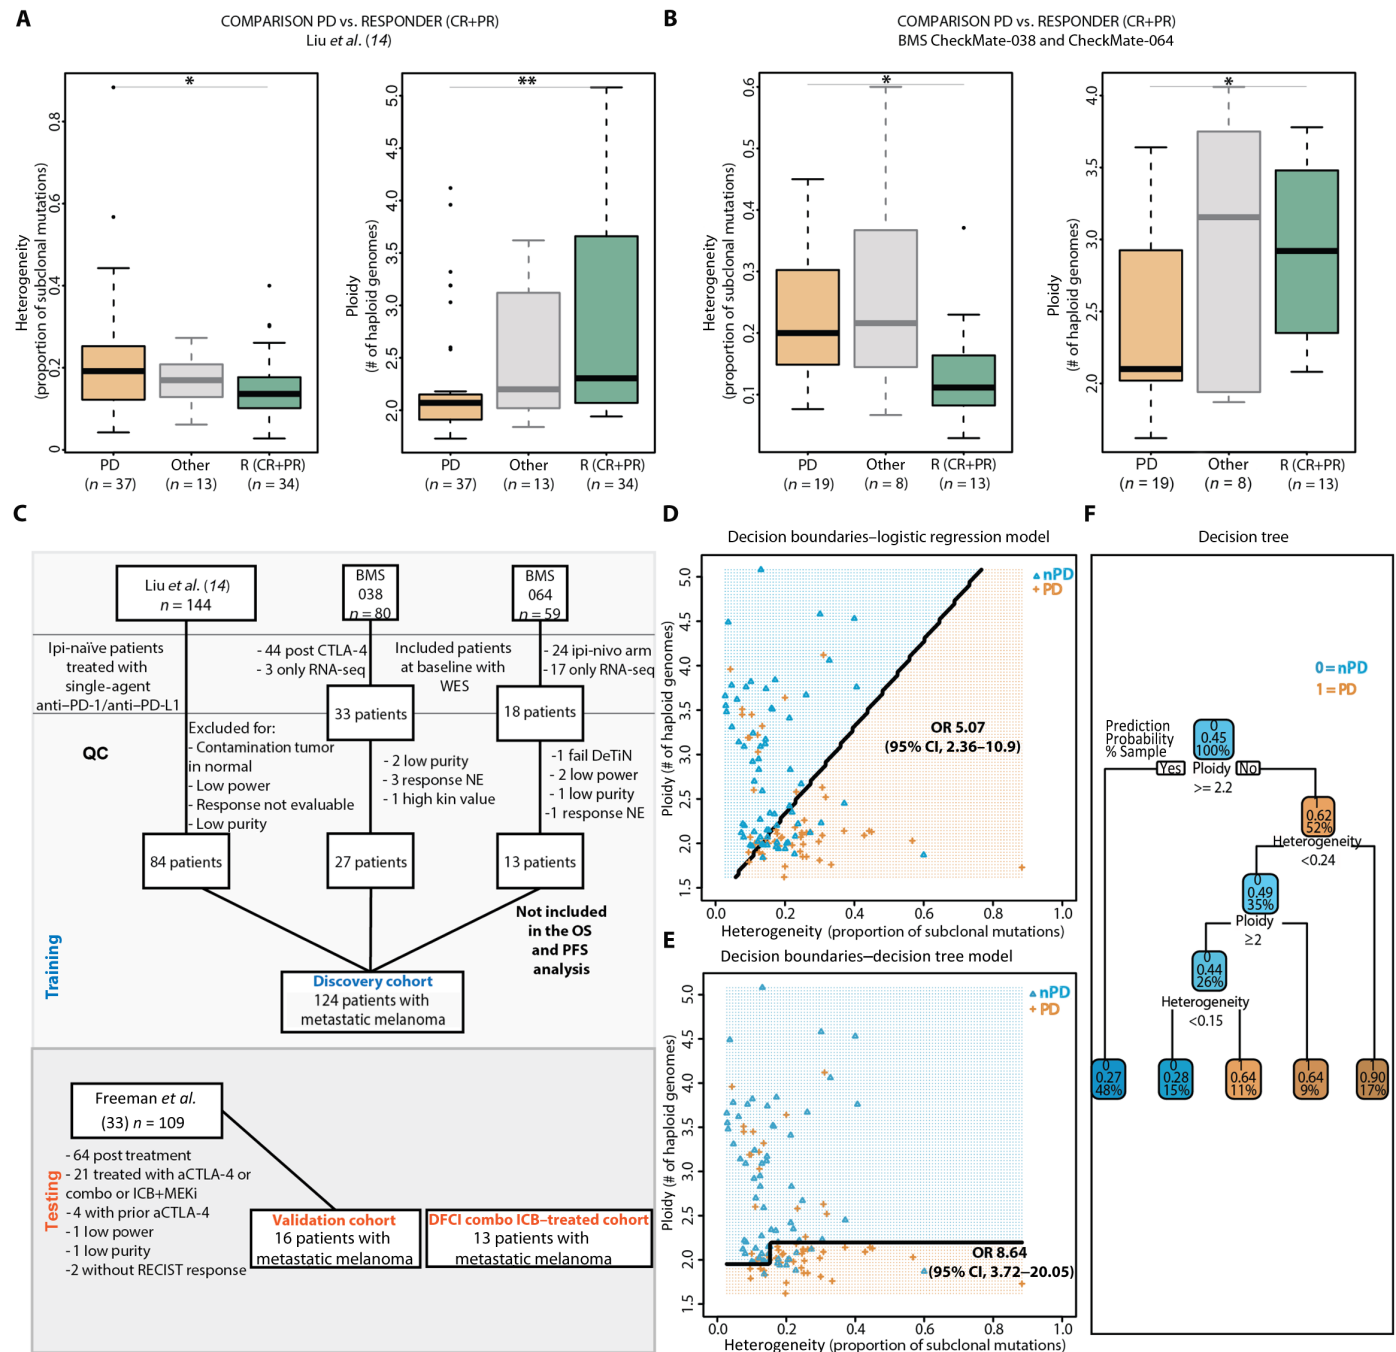 A
COMPARISON PD vs. RESPONDER (CR+PR)
Liu et al. (14)
*
Heterogeneity
(proportion of subclonal mutations)
0.8
0.6
0.4
0.2
0
PD
(n = 37)
Other
(n = 13)
R (CR+PR)
(n = 34)
**
Ploidy
(# of haploid genomes)
5.0
4.5
4.0
3.5
3.0
2.5
2.0
PD
(n = 37)
Other
(n = 13)
R (CR+PR)
(n = 34)
B
COMPARISON PD vs. RESPONDER (CR+PR)
BMS CheckMate-038 and CheckMate-064
*
Heterogeneity
(proportion of subclonal mutations)
0.6
0.5
0.4
0.3
0.2
0.1
PD
(n = 19)
Other
(n = 8)
R (CR+PR)
(n = 13)
*
Ploidy
(# of haploid genomes)
4.0
3.5
3.0
2.5
2.0
PD
(n = 19)
Other
(n = 8)
R (CR+PR)
(n = 13)
C
Liu et al. (14)
n = 144
BMS
038
n = 80
BMS
064
n = 59
Ipi-naïve patients
treated with
single-agent
anti–PD-1/anti–PD-L1
- 44 post CTLA-4
- 3 only RNA-seq
Included patients
at baseline with
WES
- 24 ipi-nivo arm
- 17 only RNA-seq
33 patients
18 patients
QC
Excluded for:
- Contamination tumor
in normal
- Low power
- Response not evaluable
- Low purity
- 2 low purity
- 3 response NE
- 1 high kin value
-1 fail DeTiN
- 2 low power
- 1 low purity
-1 response NE
84 patients
27 patients
13 patients
Not included
in the OS
and PFS
analysis
Training
Discovery cohort
124 patients with
metastatic melanoma
Testing
Freeman et al.
(33) n = 109
- 64 post treatment
- 21 treated with aCTLA-4 or
combo or ICB+MEKi
- 4 with prior aCTLA-4
-1 low power
-1 low purity
-2 without RECIST response
Validation cohort
16 patients with
metastatic melanoma
DFCI combo ICB–treated cohort
13 patients with
metastatic melanoma
D
Decision boundaries–logistic regression model
nPD
PD
OR 5.07
(95% CI, 2.36–10.9)
Ploidy (# of haploid genomes)
5.0
4.5
4.0
3.5
3.0
2.5
2.0
1.5
0.0
0.2
0.4
0.6
0.8
1.0
Heterogeneity (proportion of subclonal mutations)
E
Decision boundaries—decision tree model
nPD
PD
OR 8.64
(95% CI, 3.72–20.05)
Ploidy (# of haploid genomes)
5.0
4.5
4.0
3.5
3.0
2.5
2.0
1.5
0.0
0.2
0.4
0.6
0.8
1.0
Heterogeneity (proportion of subclonal mutations)
F
Decision tree
0 = nPD
1 = PD
Prediction
Probability
% Sample
0
0.45
100%
Yes
Ploidy
No
>= 2.2
1
0.62
52%
Heterogeneity
<0.24
0
0.49
35%
Ploidy
≥2
0
0.44
26%
Heterogeneity
<0.15
0
0.27
48%
0
0.28
15%
1
0.64
11%
1
0.64
9%
1
0.90
17%